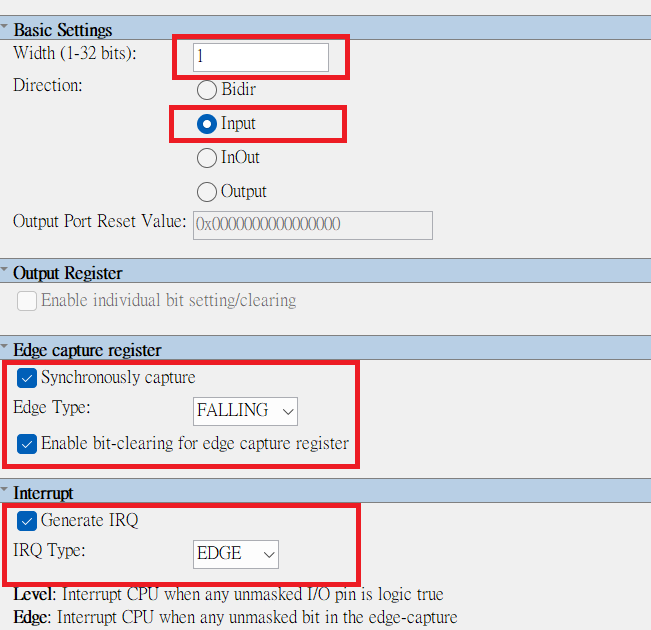 Basic Settings
Width (1-32 bits): 1
Direction: Bidir
Input
InOut
Output
Output Port Reset Value: 0x0000000000000000
Output Register
Enable individual bit setting/clearing
Edge capture register
Synchronously capture
Edge Type: FALLING
Enable bit-clearing for edge capture register
Interrupt
Generate IRQ
IRQ Type: EDGE
Level: Interrupt CPU when any unmasked I/O pin is logic true
Edge: Interrupt CPU when any unmasked bit in the edge-capture